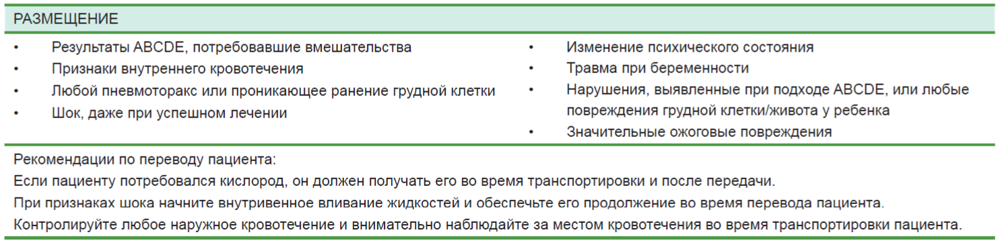 РАЗМЕЩЕНИЕ
• Результаты ABCDE, потребовавшие вмешательства
• Признаки внутреннего кровотечения
• Любой пневмоторакс или проникающее ранение грудной клетки
• Шок, даже при успешном лечении
• Изменение психического состояния
• Травма при беременности
• Нарушения, выявленные при подходе ABCDE, или любые
повреждения грудной клетки/живота у ребенка
• Значительные ожоговые повреждения
Рекомендации по переводу пациента:
Если пациенту потребовался кислород, он должен получать его во время транспортировки и после передачи.
При признаках шока начните внутривенное вливание жидкостей и обеспечьте его продолжение во время перевода пациента.
Контролируйте любое наружное кровотечение и внимательно наблюдайте за местом кровотечения во время транспортировки пациента.